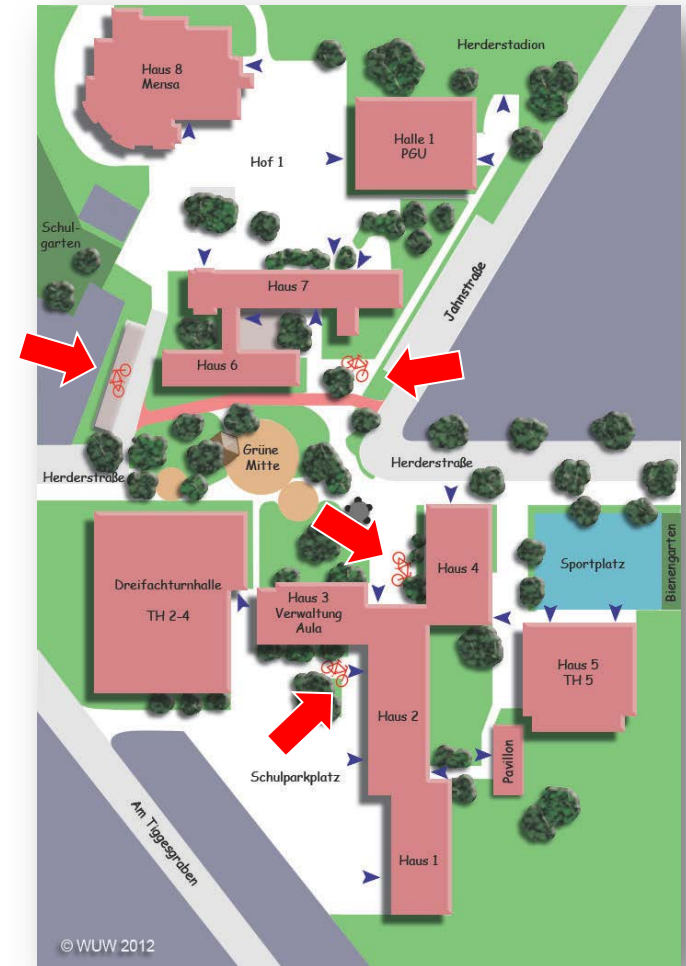 Herderstadion
Haus 8
Mensa
Halle 1
PGU
Hof 1
Schul-
garten
Haus 7
Jahnstraße
Haus 6
Grüne
Mitte
Herderstraße
Herderstraße
Haus 4
Sportplatz
Bienengarten
Dreifachturnhalle
TH 2-4
Haus 3
Verwaltung
Aula
Haus 5
TH 5
Haus 2
Schulparkplatz
Pavillon
Am Tiggesgraben
Haus 1
© WUW 2012